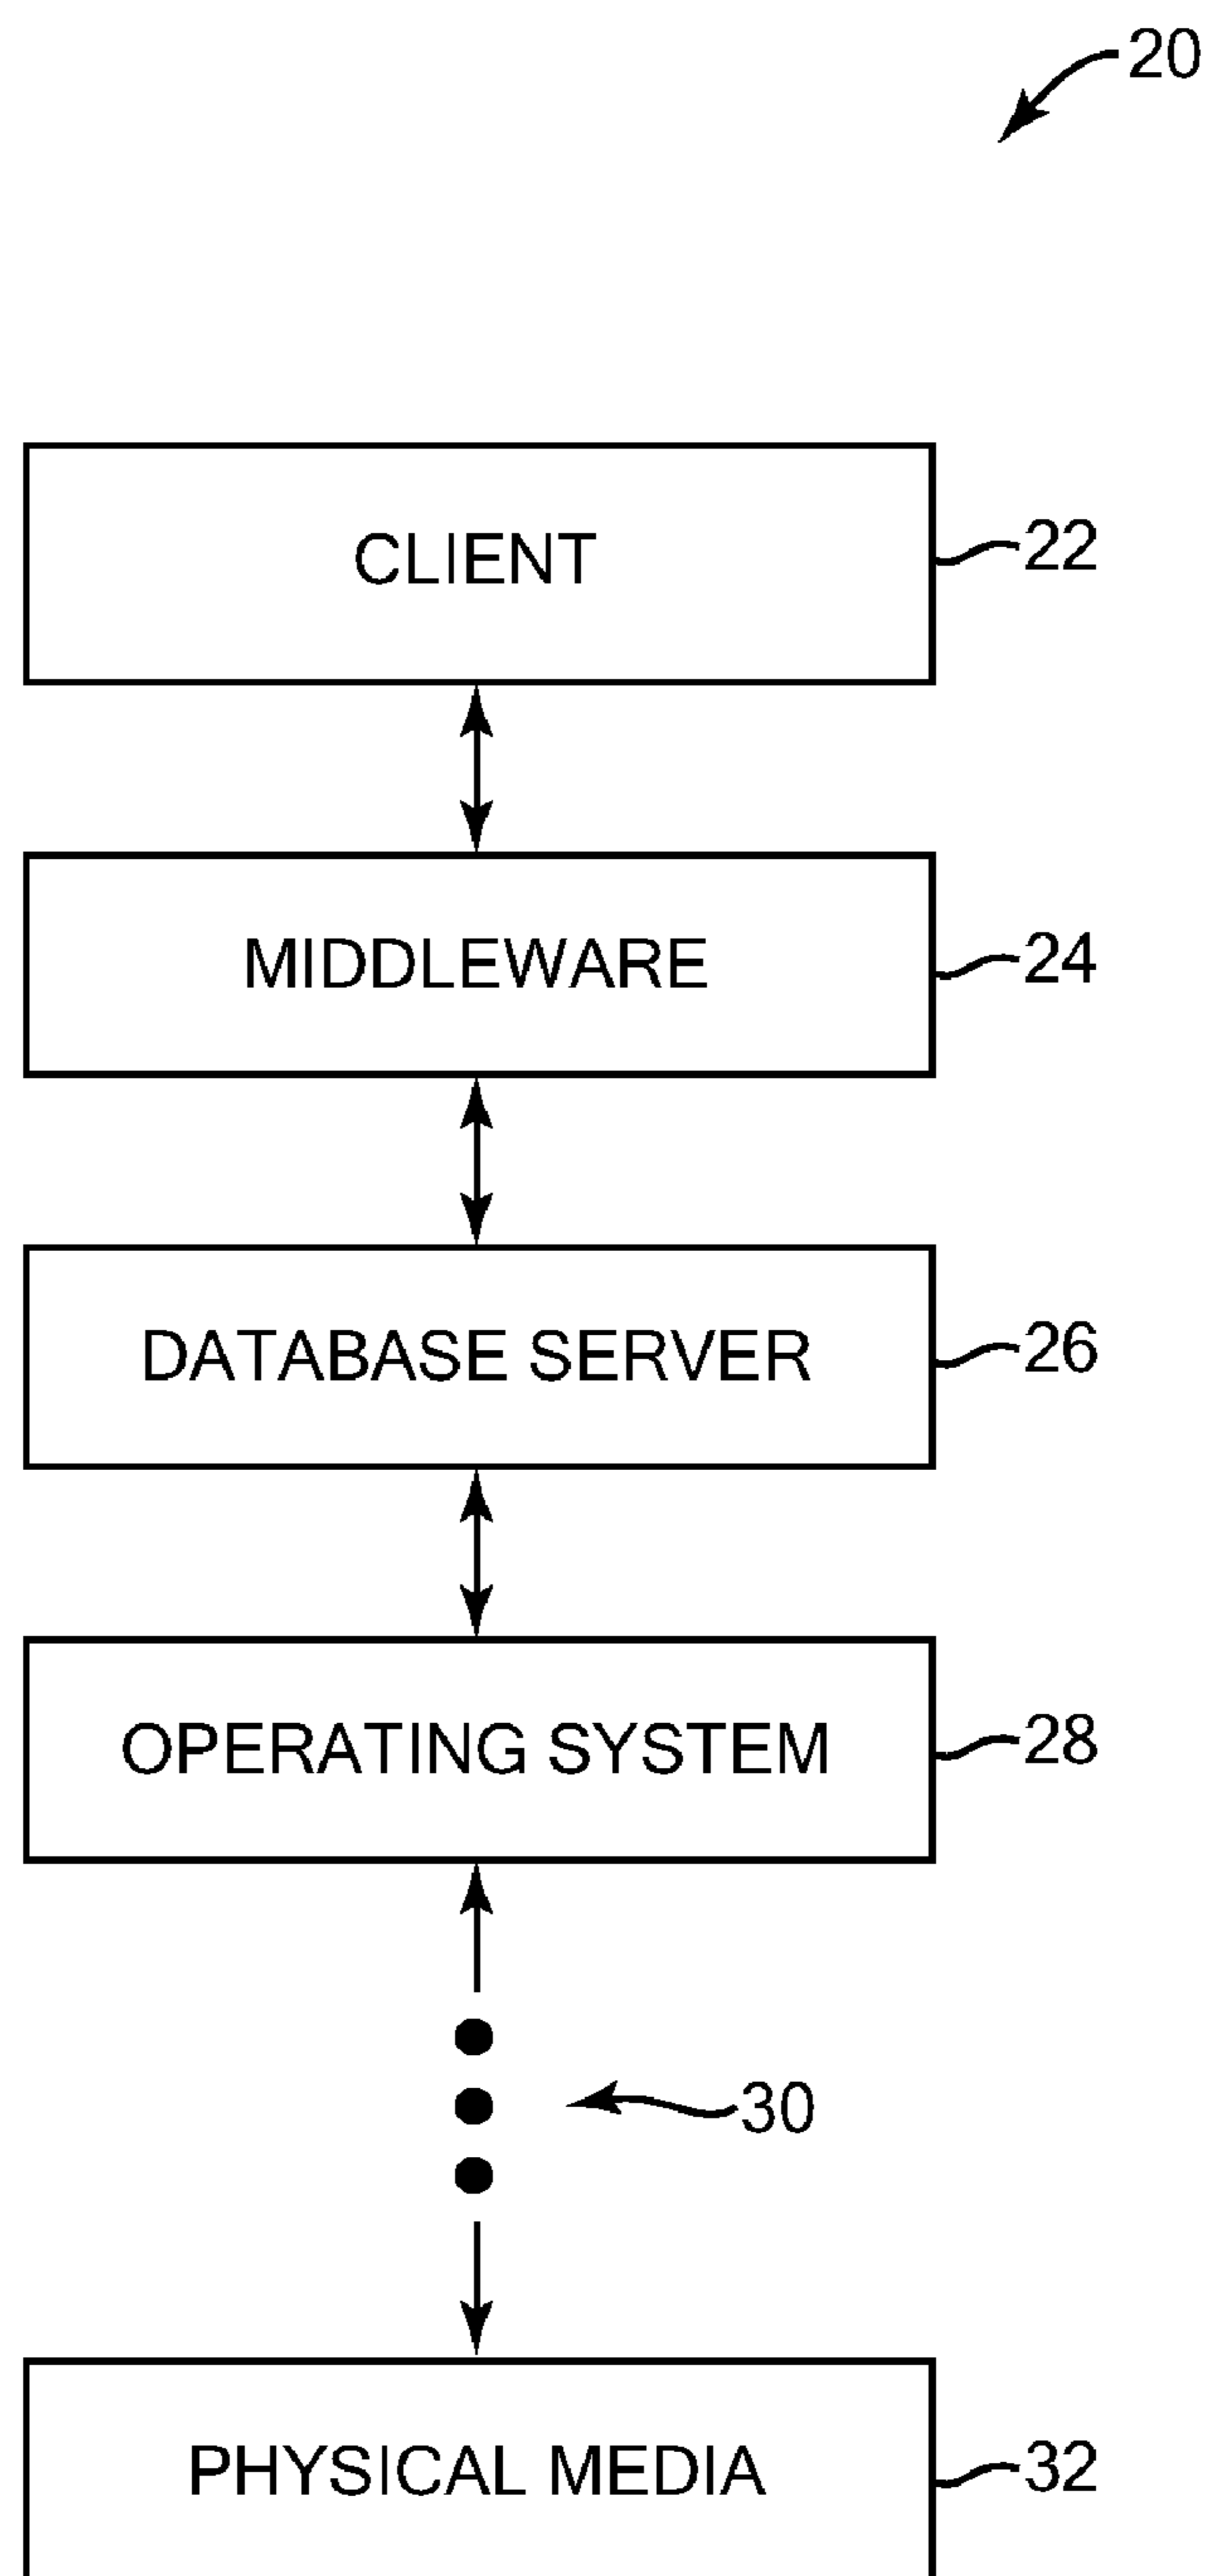 20
CLIENT 22
MIDDLEWARE 24
DATABASE SERVER 26
OPERATING SYSTEM 28
30
PHYSICAL MEDIA 32